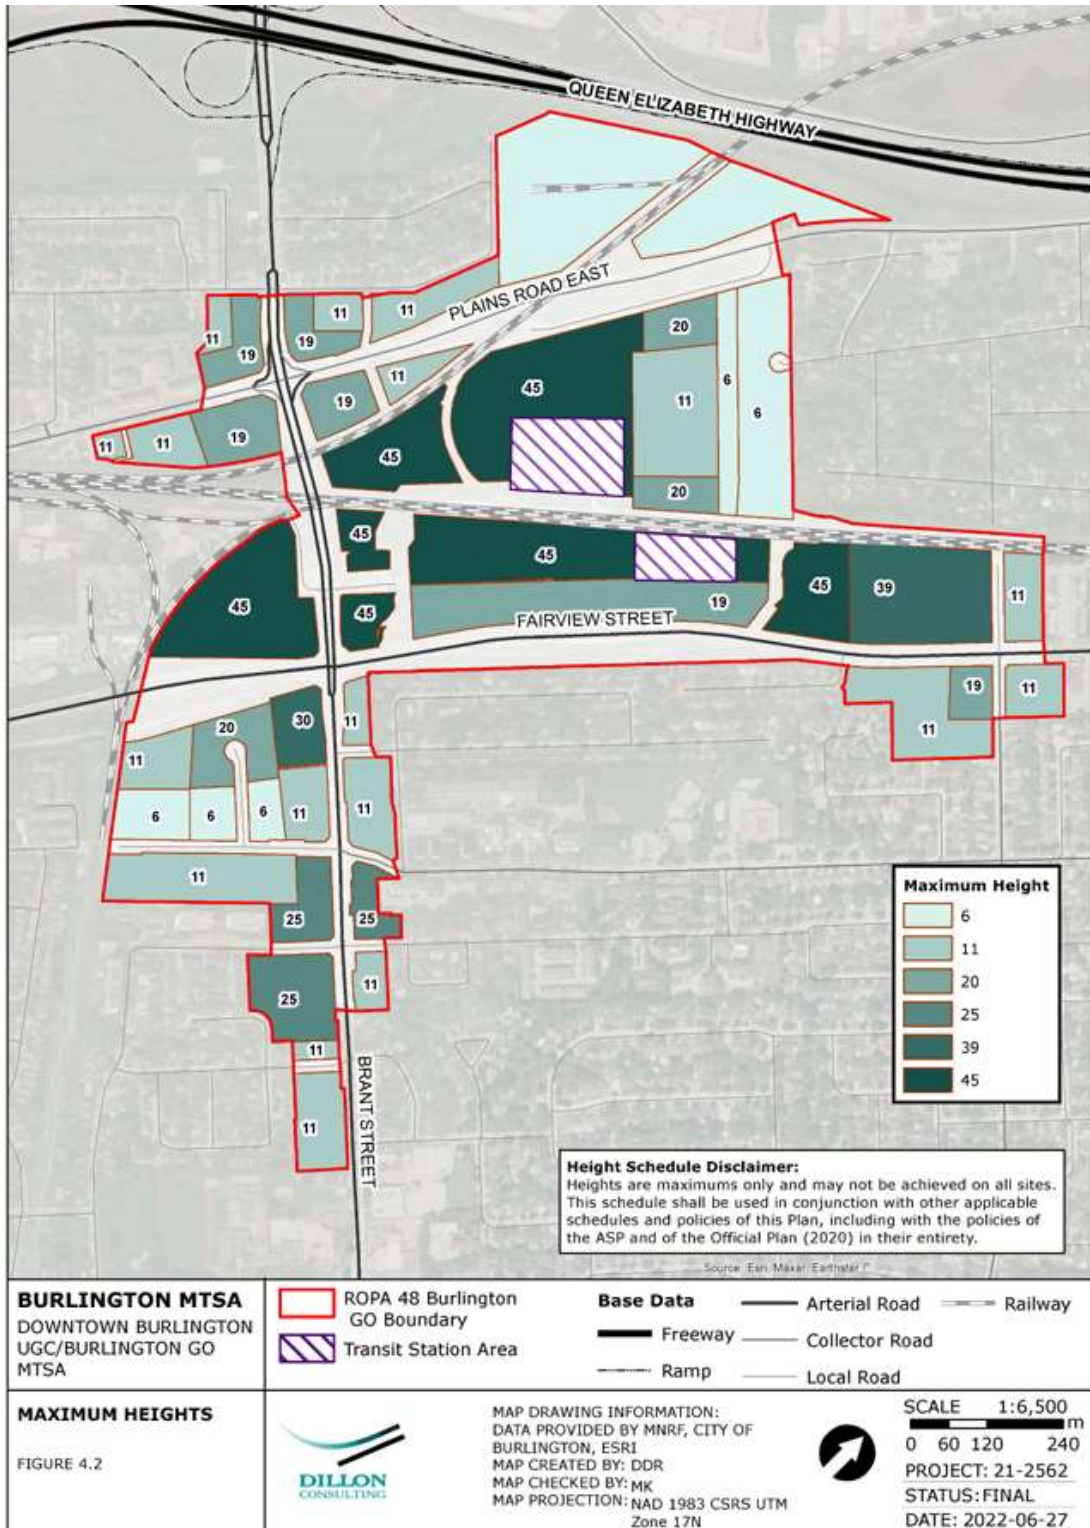 QUEEN ELIZABETH HIGHWAY
PLAINS ROAD EAST
11
11
19
19
11
20
45
6
6
11
19
11
11
11
19
45
20
45
45
45
39
11
45
45
19
FAIRVIEW STREET
11
19
11
11
20
30
11
6
6
6
11
11
11
25
25
25
11
11
11
BRANT STREET
Maximum Height
6
11
20
25
39
45
Height Schedule Disclaimer:
Heights are maximums only and may not be achieved on all sites.
This schedule shall be used in conjunction with other applicable
schedules and policies of this Plan, including with the policies of
the ASP and of the Official Plan (2020) in their entirety.
Source: Esri, Maxar, Earthstar
BURLINGTON MTSA
DOWNTOWN BURLINGTON
UGC/BURLINGTON GO
MTSA
ROPA 48 Burlington
GO Boundary
Transit Station Area
Base Data
Freeway
Ramp
Arterial Road
Collector Road
Local Road
Railway
MAXIMUM HEIGHTS
FIGURE 4.2
DILLON
CONSULTING
MAP DRAWING INFORMATION:
DATA PROVIDED BY MNRF, CITY OF
BURLINGTON, ESRI
MAP CREATED BY: DDR
MAP CHECKED BY: MK
MAP PROJECTION: NAD 1983 CSRS UTM
Zone 17N
SCALE 1:6,500
m
0 60 120 240
PROJECT: 21-2562
STATUS: FINAL
DATE: 2022-06-27